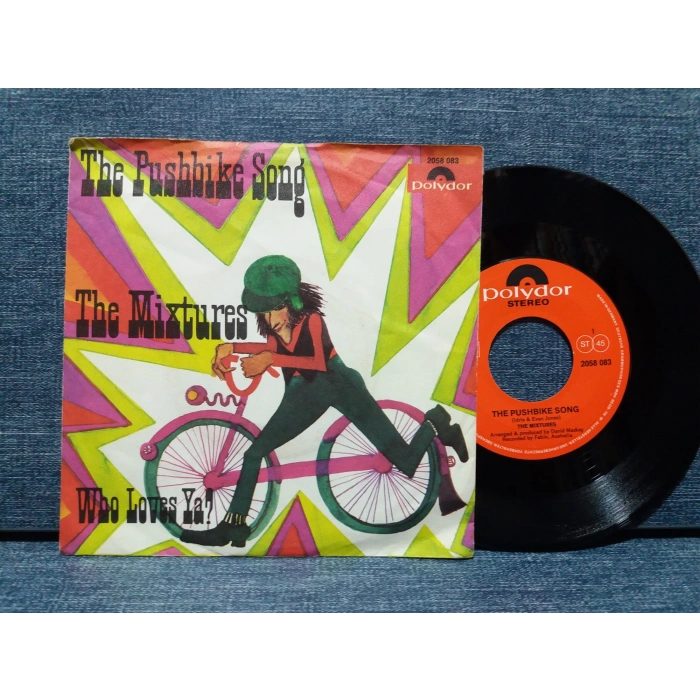 The Pushbike Song
2058 083
polydor
The Mixtures
Who Loves Ya?
polydor
STEREO
1
ST 45
2058 083
THE PUSHBIKE SONG
(Idris & Evan Jones)
THE MIXTURES
Arranged & produced by David Mackay
Recorded by Fable, Australia